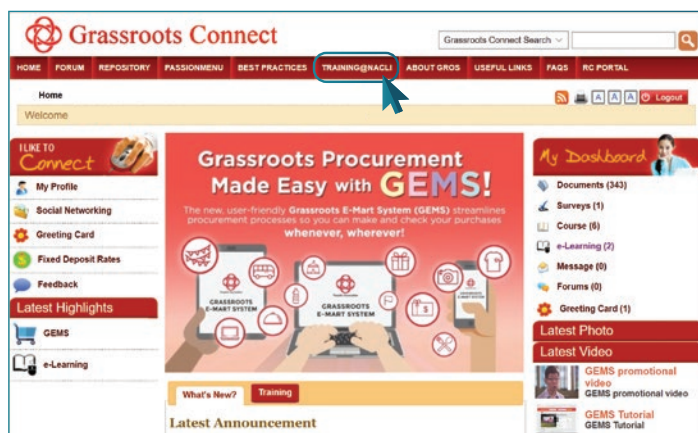 Grassroots Connect
Grassroots Connect Search
HOME FORUM REPOSITORY PASSIONMENU BEST PRACTICES TRAINING@NACLI ABOUT GROS USEFUL LINKS FAQS RC PORTAL
Home
A A A Logout
Welcome
I LIKE TO
Connect
My Profile
Social Networking
Greeting Card
Fixed Deposit Rates
Feedback
Latest Highlights
GEMS
e-Learning
Grassroots Procurement
Made Easy with GEMS!
The new, user-friendly Grassroots E-Mart System (GEMS) streamlines
procurement processes so you can make and check your purchases
whenever, wherever!
GRASSROOTS
E-MART SYSTEM
GRASSROOTS
E-MART SYSTEM
GRASSROOTS
E-MART SYSTEM
What's New? Training
Latest Announcement
My Dashboard
Documents (343)
Surveys (1)
Course (6)
e-Learning (2)
Message (0)
Forums (0)
Greeting Card (1)
Latest Photo
Latest Video
GEMS promotional
video
GEMS promotional video
GEMS Tutorial
GEMS Tutorial